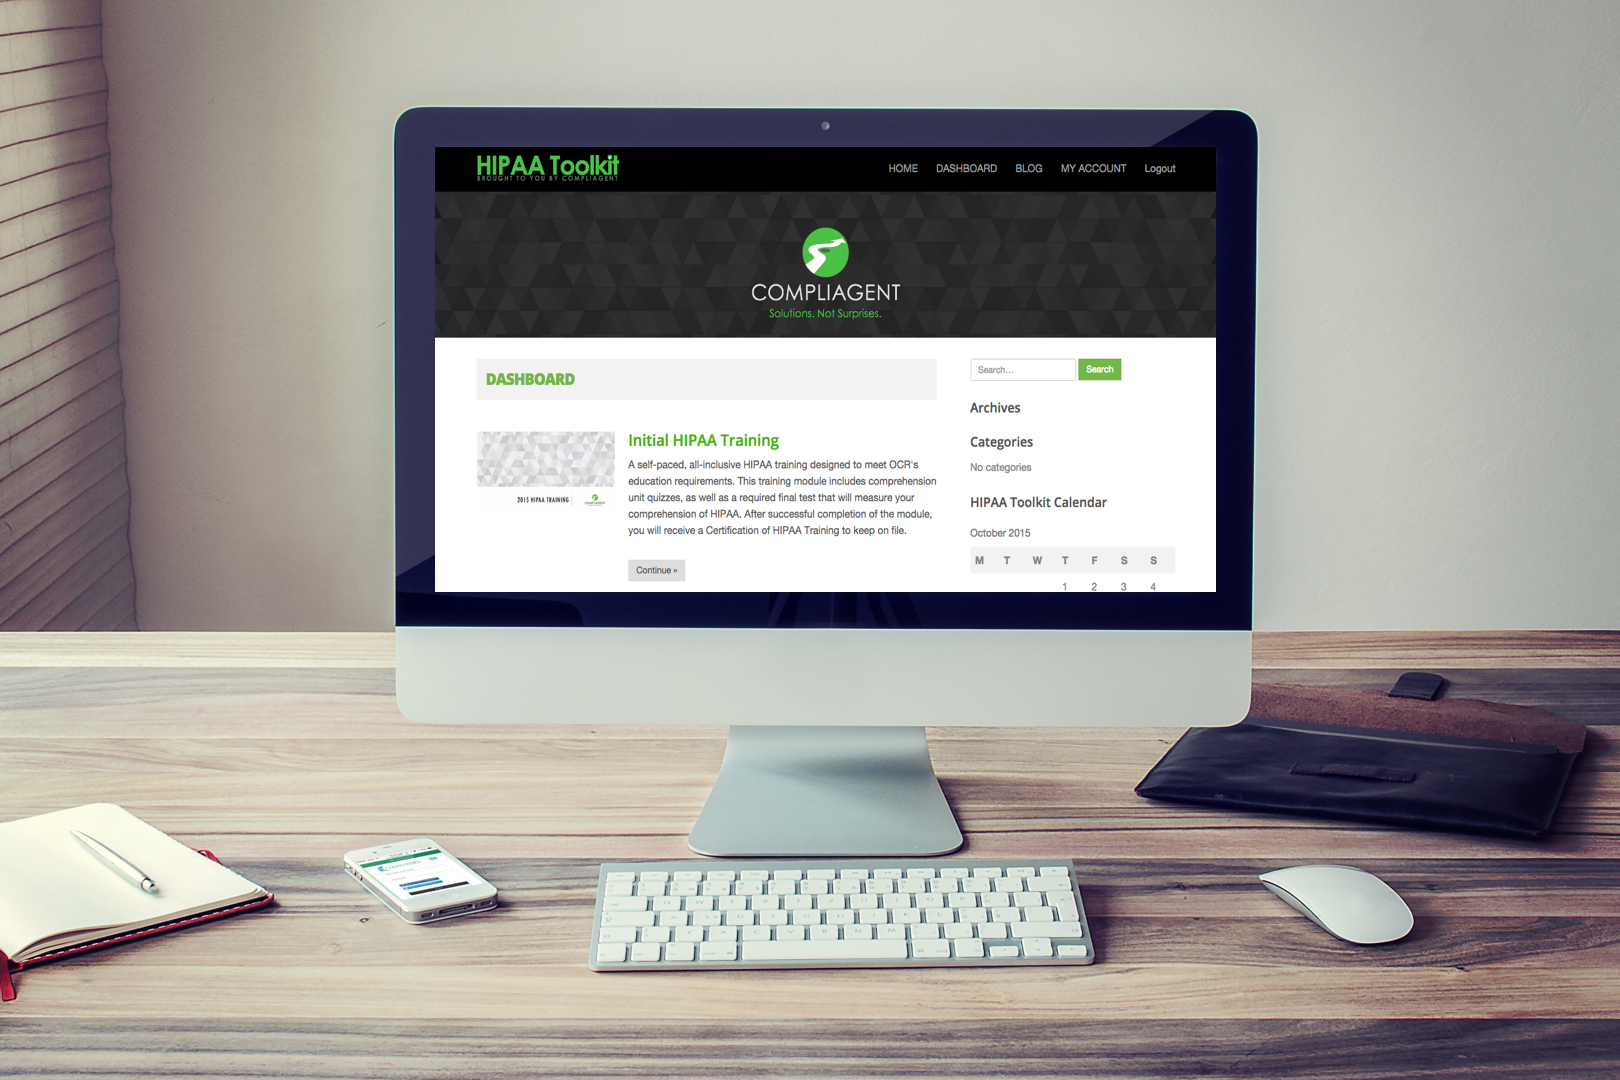 HIPAA Toolkit
BROUGHT TO YOU BY COMPLIAGENT
HOME DASHBOARD BLOG MY ACCOUNT Logout
COMPLIAGENT
Solutions. Not Surprises.
DASHBOARD
2015 HIPAA TRAINING
Initial HIPAA Training
A self-paced, all-inclusive HIPAA training designed to meet OCR's
education requirements. This training module includes comprehension
unit quizzes, as well as a required final test that will measure your
comprehension of HIPAA. After successful completion of the module,
you will receive a Certification of HIPAA Training to keep on file.
Continue »
Search...
Search
Archives
Categories
No categories
HIPAA Toolkit Calendar
October 2015
M T W T F S S
1 2 3 4